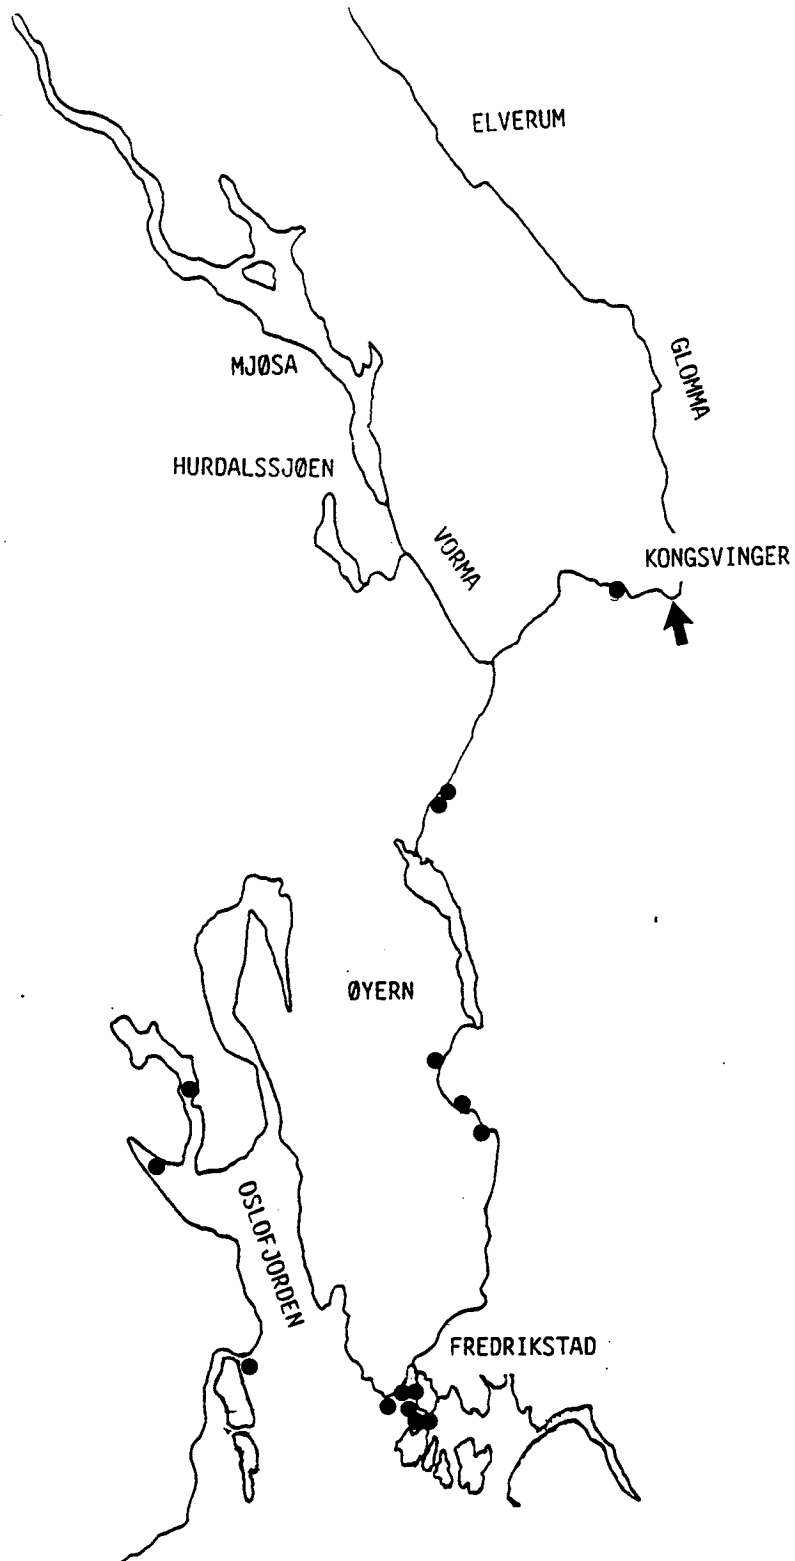 ELVERUM
GLOMMA
MJØSA
HURDALSSJØEN
VORMA
KONGSVINGER
ØYERN
OSLOFJORDEN
FREDRIKSTAD